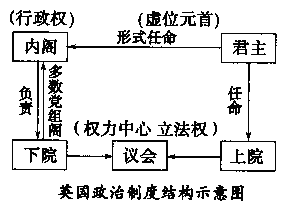 (行政权)
(虚位元首)
内阁
形式任命
君主
负责
多数党组阁
任命
(权力中心 立法权)
下院
议会
上院
英国政治制度结构示意图